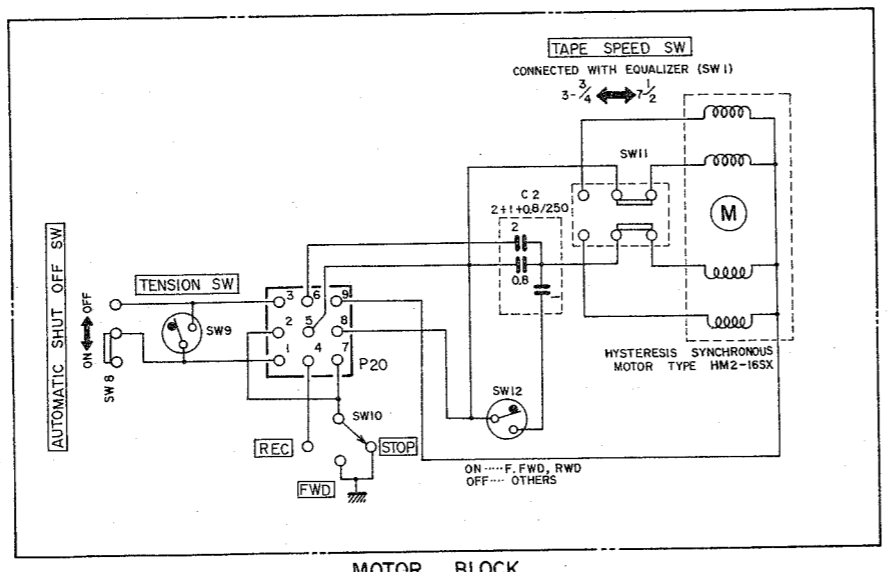 TAPE SPEED SW
CONNECTED WITH EQUALIZER (SW1)
3-3/4 7-1/2
SW11
C2
2+1+0.8/250
2
0.8
1
M
AUTOMATIC SHUT OFF SW
ON OFF
SW8
TENSION SW
SW9
3 6 9
2 5 8
1 4 7
P20
HYSTERESIS SYNCHRONOUS
MOTOR TYPE HM2-16SX
SW12
SW10
REC
STOP
FWD
ON ·····F.FWD, RWD
OFF···· OTHERS
MOTOR BLOCK